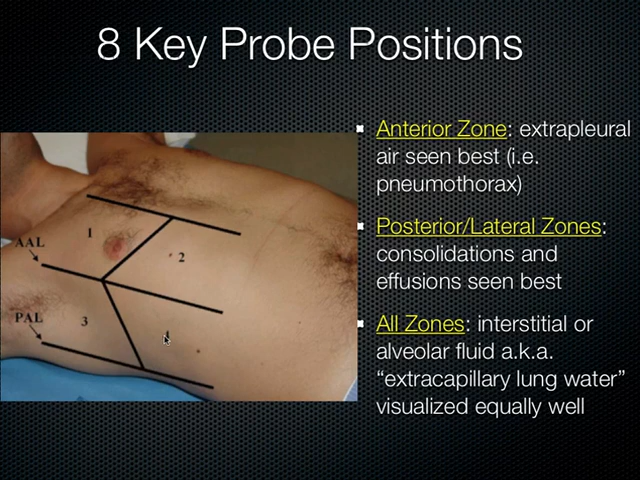 8 Key Probe Positions
Anterior Zone: extrapleural
air seen best (i.e.
pneumothorax)
Posterior/Lateral Zones:
consolidations and
effusions seen best
All Zones: interstitial or
alveolar fluid a.k.a.
“extracapillary lung water”
visualized equally well
1
AAL
2
PAL
3
4